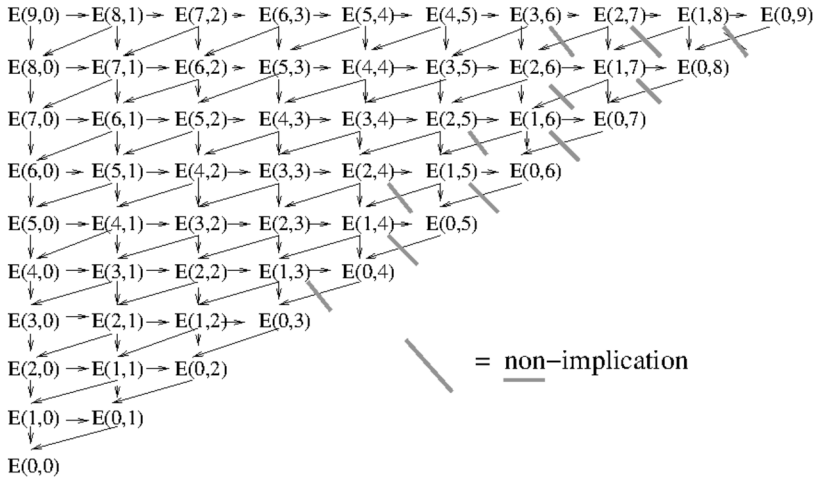 E(9,0) E(8,1) E(7,2) E(6,3) E(5,4) E(4,5) E(3,6) E(2,7) E(1,8) E(0,9)
E(8,0) E(7,1) E(6,2) E(5,3) E(4,4) E(3,5) E(2,6) E(1,7) E(0,8)
E(7,0) E(6,1) E(5,2) E(4,3) E(3,4) E(2,5) E(1,6) E(0,7)
E(6,0) E(5,1) E(4,2) E(3,3) E(2,4) E(1,5) E(0,6)
E(5,0) E(4,1) E(3,2) E(2,3) E(1,4) E(0,5)
E(4,0) E(3,1) E(2,2) E(1,3) E(0,4)
E(3,0) E(2,1) E(1,2) E(0,3)
E(2,0) E(1,1) E(0,2)
E(1,0) E(0,1)
E(0,0)
= non-implication